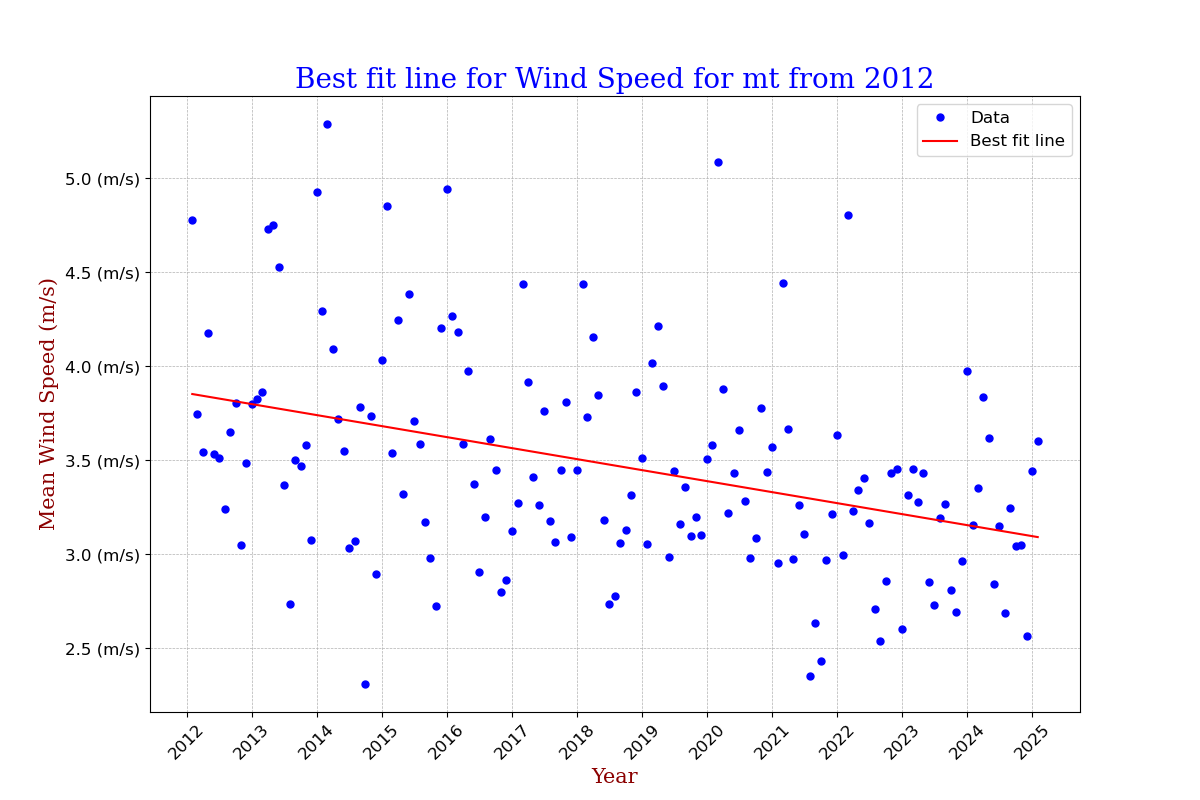 Best fit line for Wind Speed for mt from 2012
Data
Best fit line
5.0 (m/s)
4.5 (m/s)
4.0 (m/s)
3.5 (m/s)
3.0 (m/s)
2.5 (m/s)
Mean Wind Speed (m/s)
2012
2013
2014
2015
2016
2017
2018
2019
2020
2021
2022
2023
2024
2025
Year